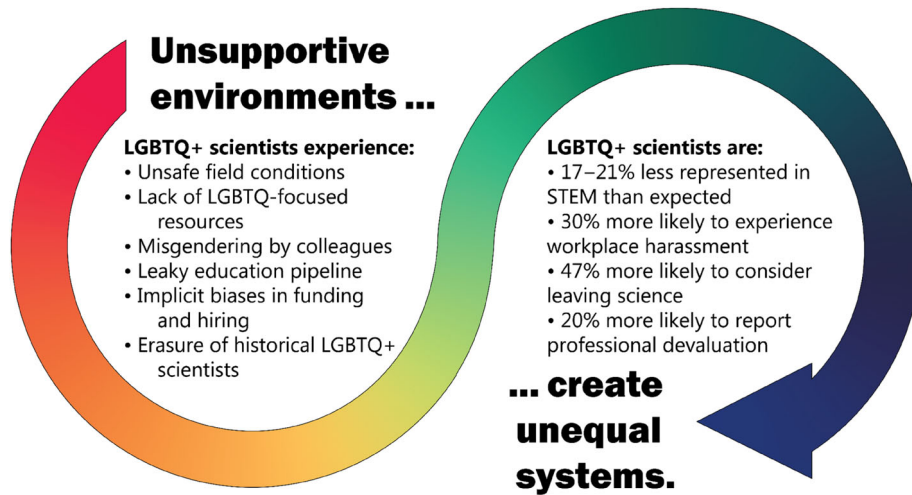 Unsupportive
environments ...
LGBTQ+ scientists experience:
• Unsafe field conditions
• Lack of LGBTQ-focused
resources
• Misgendering by colleagues
• Leaky education pipeline
• Implicit biases in funding
and hiring
• Erasure of historical LGBTQ+
scientists
LGBTQ+ scientists are:
• 17–21% less represented in
STEM than expected
• 30% more likely to experience
workplace harassment
• 47% more likely to consider
leaving science
• 20% more likely to report
professional devaluation
... create
unequal
systems.